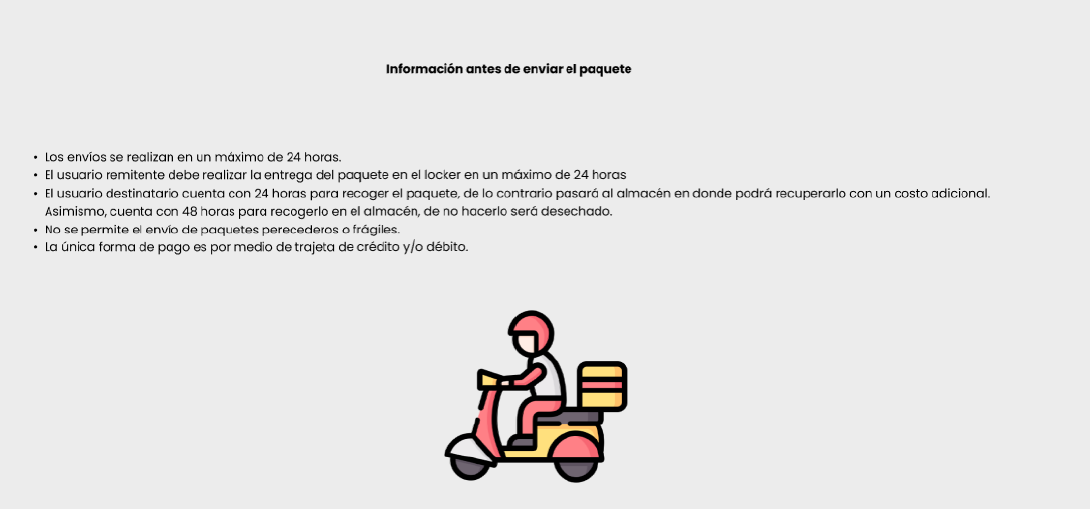 Información antes de enviar el paquete
• Los envíos se realizan en un máximo de 24 horas.
• El usuario remitente debe realizar la entrega del paquete en el locker en un máximo de 24 horas
• El usuario destinatario cuenta con 24 horas para recoger el paquete, de lo contrario pasará al almacén en donde podrá recuperarlo con un costo adicional.
Asimismo, cuenta con 48 horas para recogerlo en el almacén, de no hacerlo será desechado.
• No se permite el envío de paquetes perecederos o frágiles.
• La única forma de pago es por medio de trajeta de crédito y/o débito.